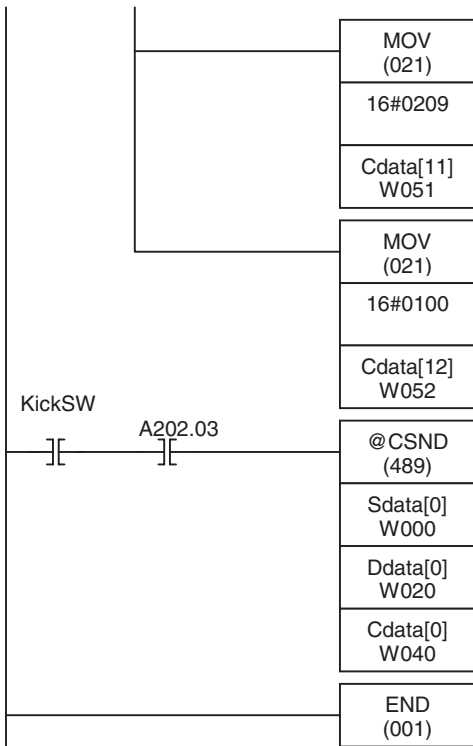 MOV
(021)
16#0209
Cdata[11]
W051
MOV
(021)
16#0100
Cdata[12]
W052
KickSW
A202.03
@CSND
(489)
Sdata[0]
W000
Ddata[0]
W020
Cdata[0]
W040
END
(001)